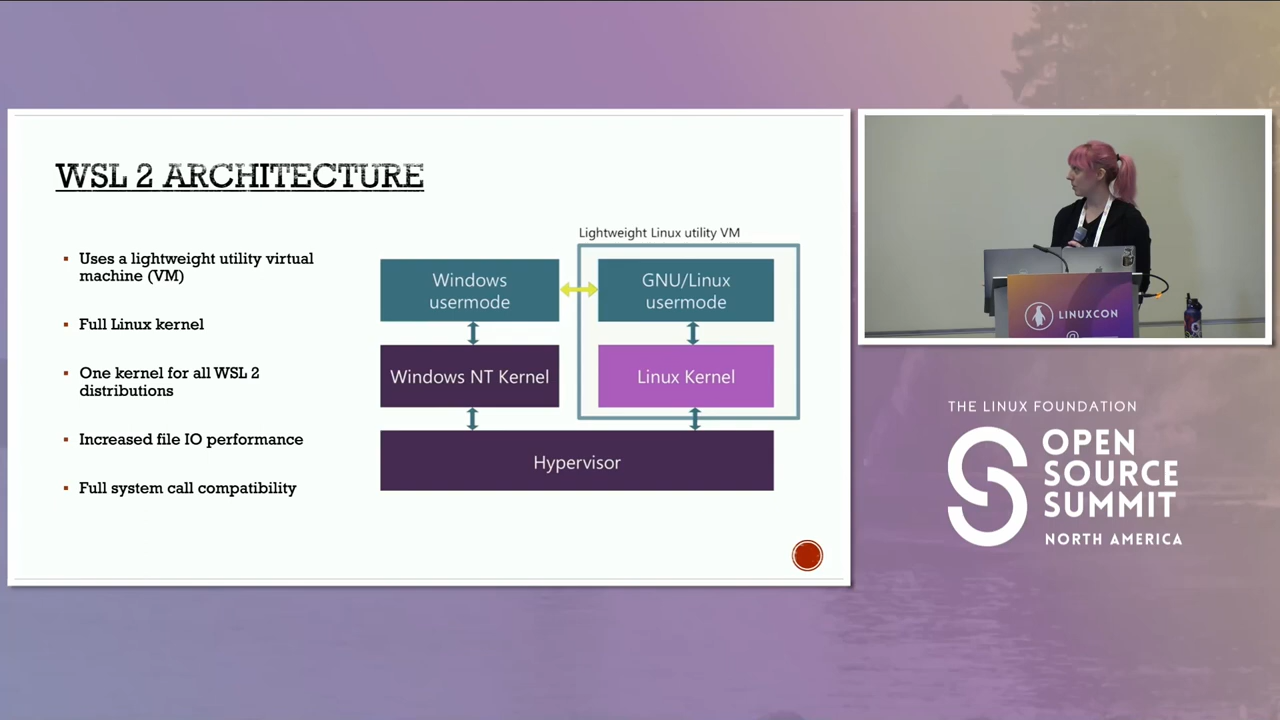 WSL 2 ARCHITECTURE
▪ Uses a lightweight utility virtual
machine (VM)
▪ Full Linux kernel
▪ One kernel for all WSL 2
distributions
▪ Increased file IO performance
▪ Full system call compatibility
Lightweight Linux utility VM
Windows
usermode
GNU/Linux
usermode
Windows NT Kernel
Linux Kernel
Hypervisor
LINUXCON
THE LINUX FOUNDATION
OPEN
SOURCE
SUMMIT
NORTH AMERICA